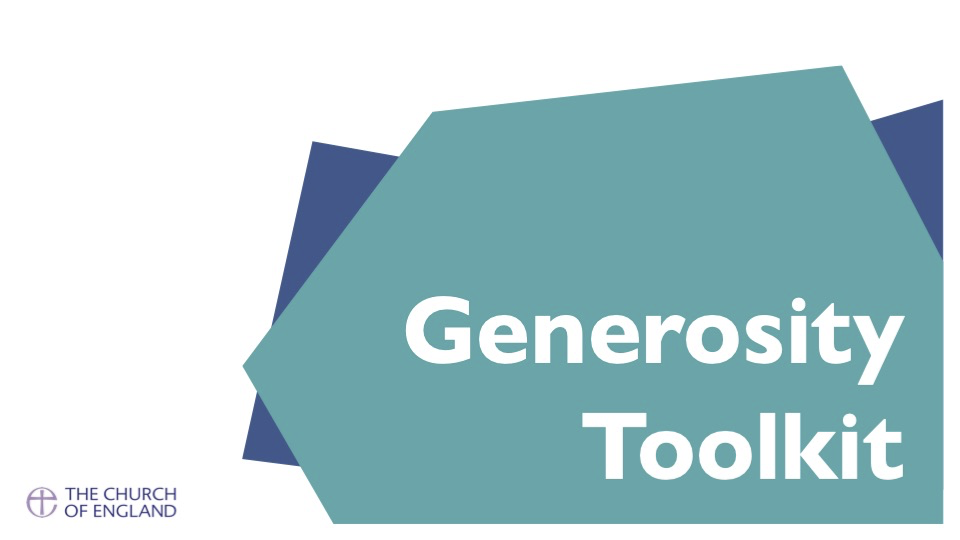 Generosity
Toolkit
THE CHURCH
OF ENGLAND